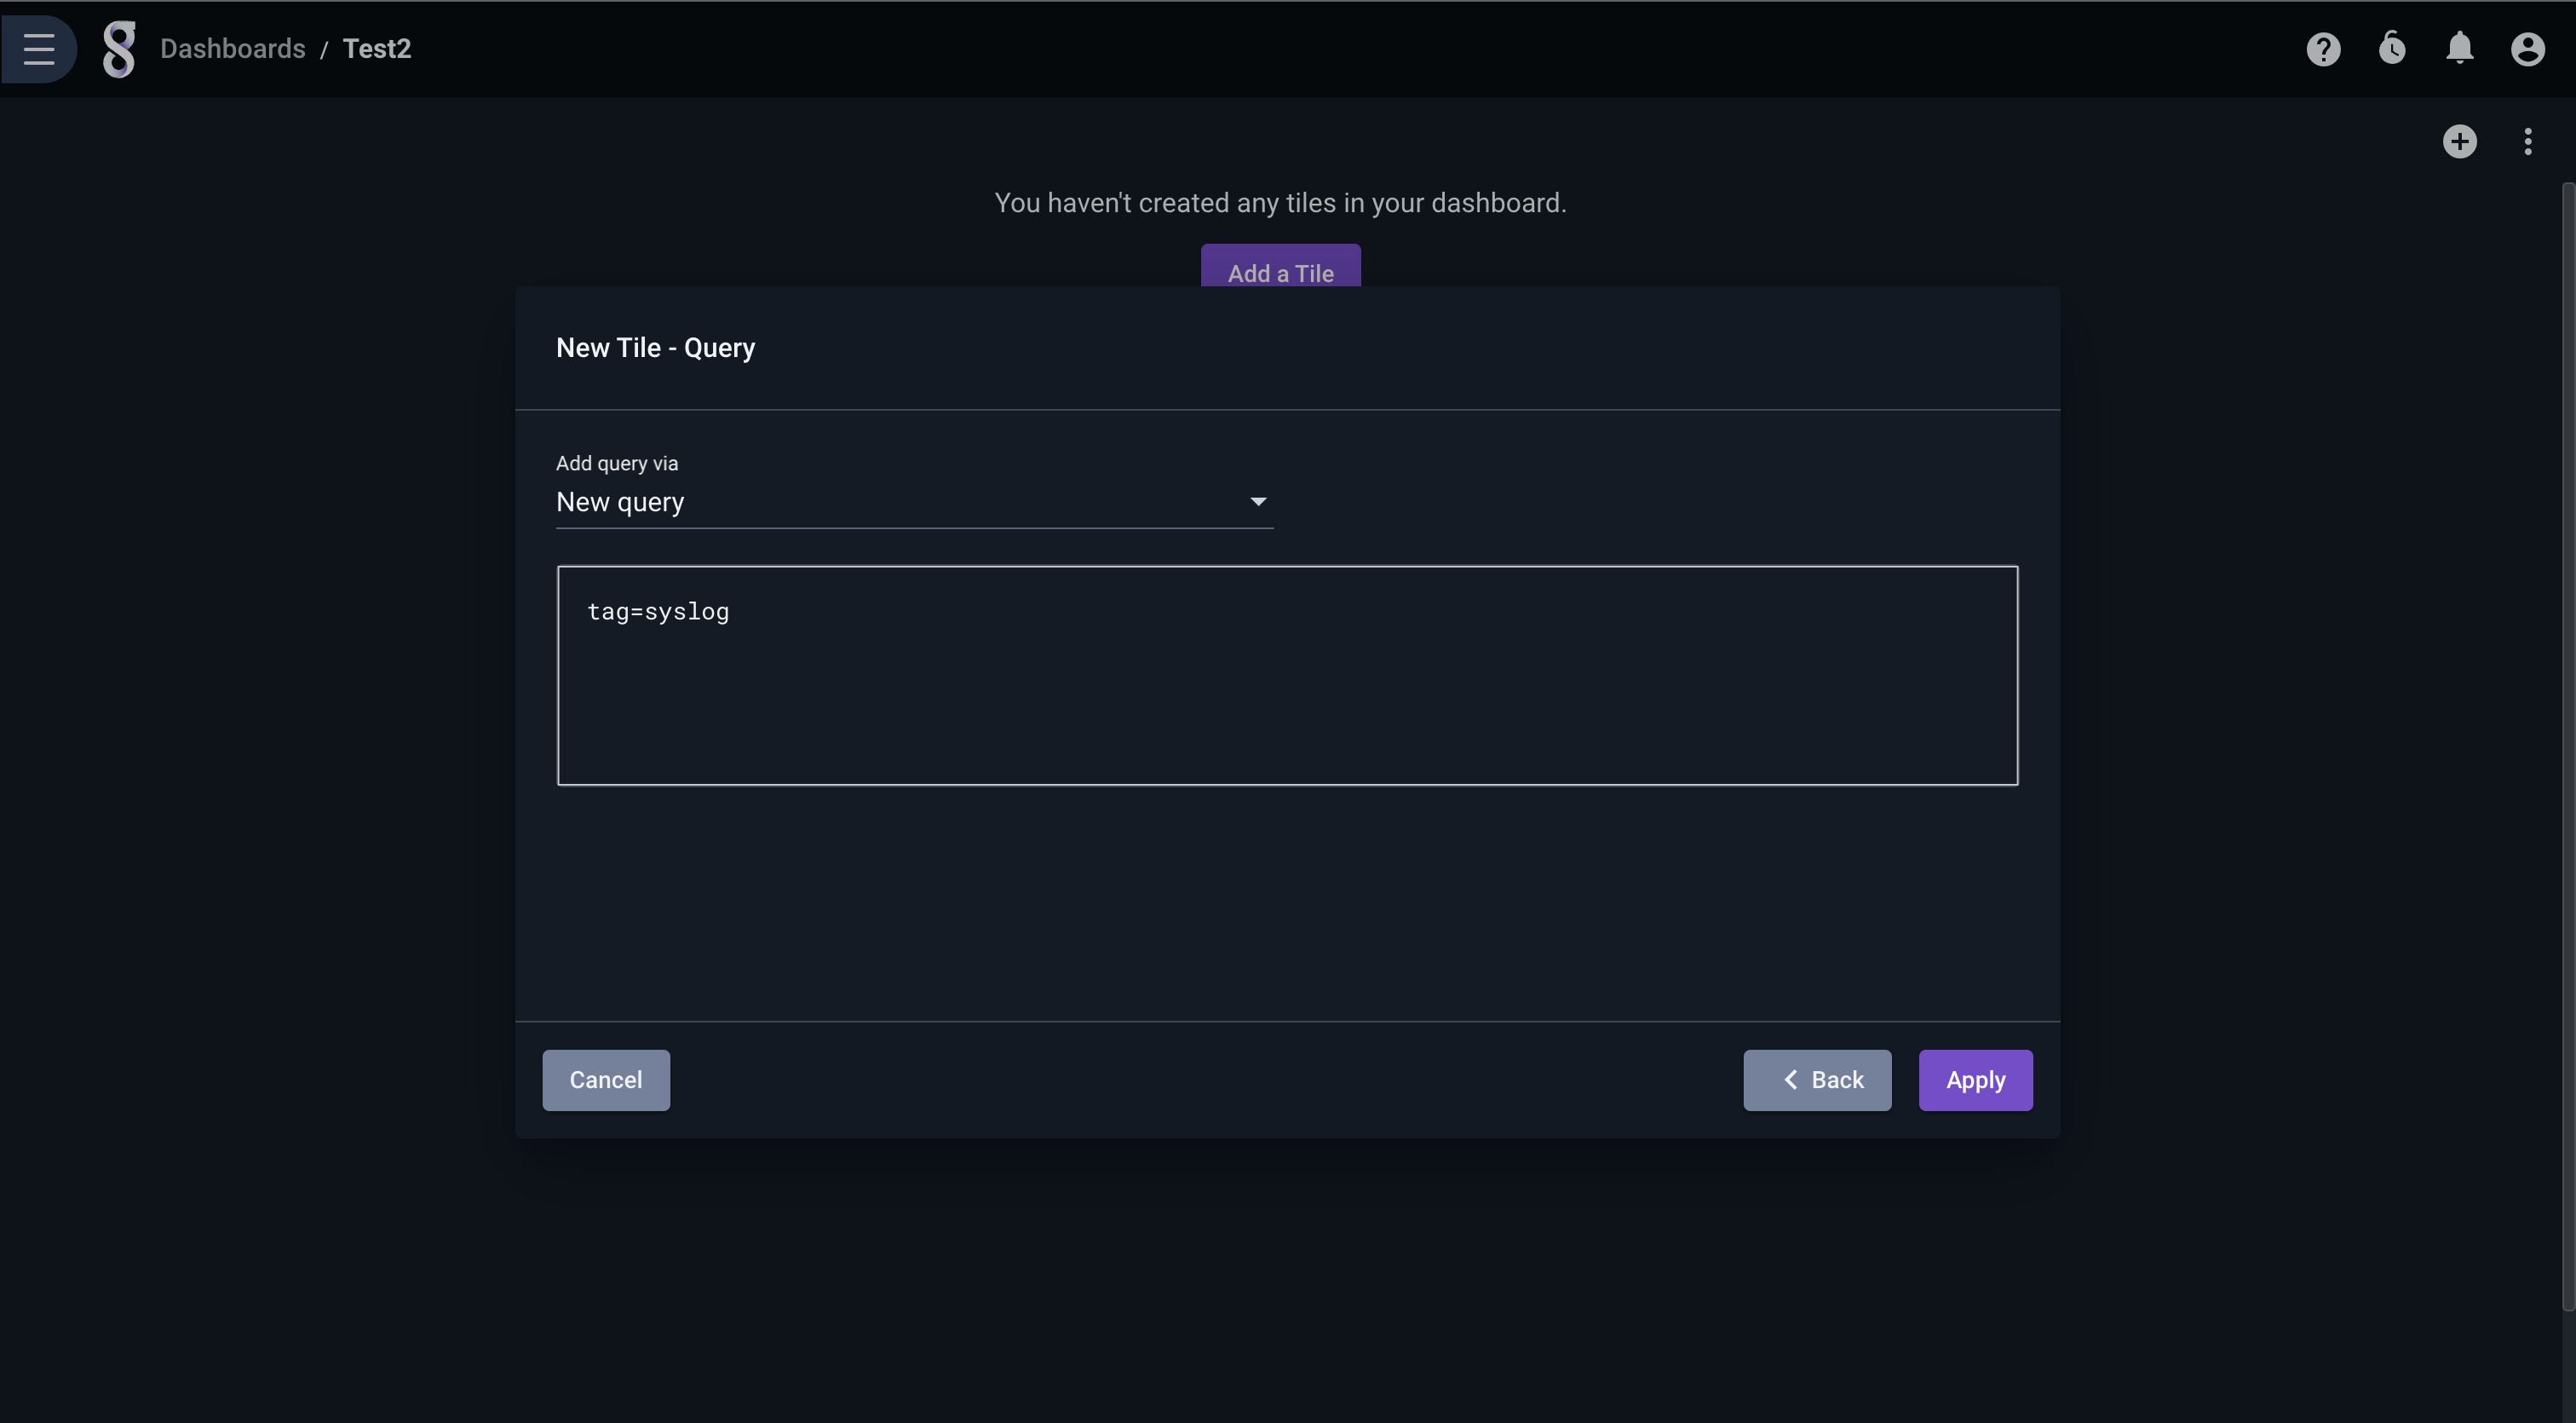 Dashboards / Test2
You haven't created any tiles in your dashboard.
Add a Tile
New Tile - Query
Add query via
New query
tag=syslog
Cancel
Back
Apply